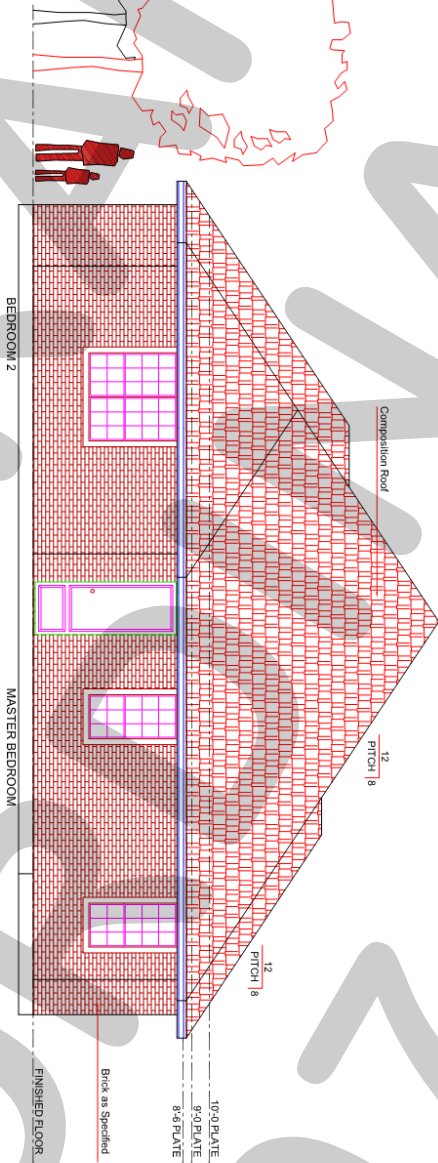 Composition Roof
12
PITCH 8
12
PITCH 8
10'-0 PLATE
9'-0 PLATE
8'-6 PLATE
Brick as Specified
FINISHED FLOOR
BEDROOM 2
MASTER BEDROOM